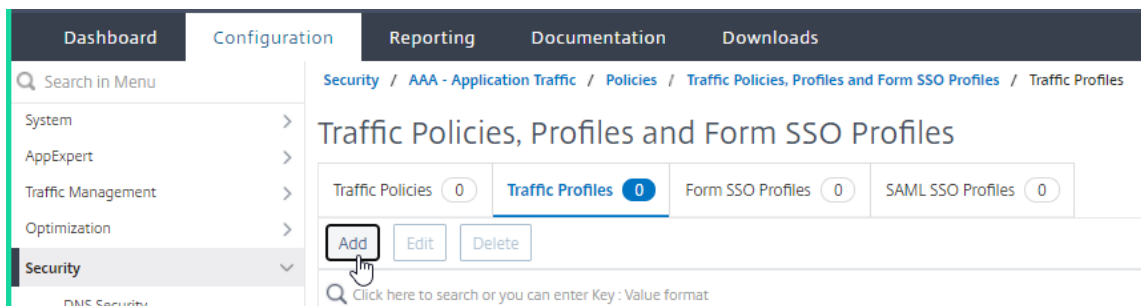 Dashboard Configuration Reporting Documentation Downloads
Search in Menu
Security / AAA - Application Traffic / Policies / Traffic Policies, Profiles and Form SSO Profiles / Traffic Profiles
System
AppExpert
Traffic Management
Optimization
Security
DNS Security
Traffic Policies, Profiles and Form SSO Profiles
Traffic Policies 0 Traffic Profiles 0 Form SSO Profiles 0 SAML SSO Profiles 0
Add Edit Delete
Click here to search or you can enter Key : Value format